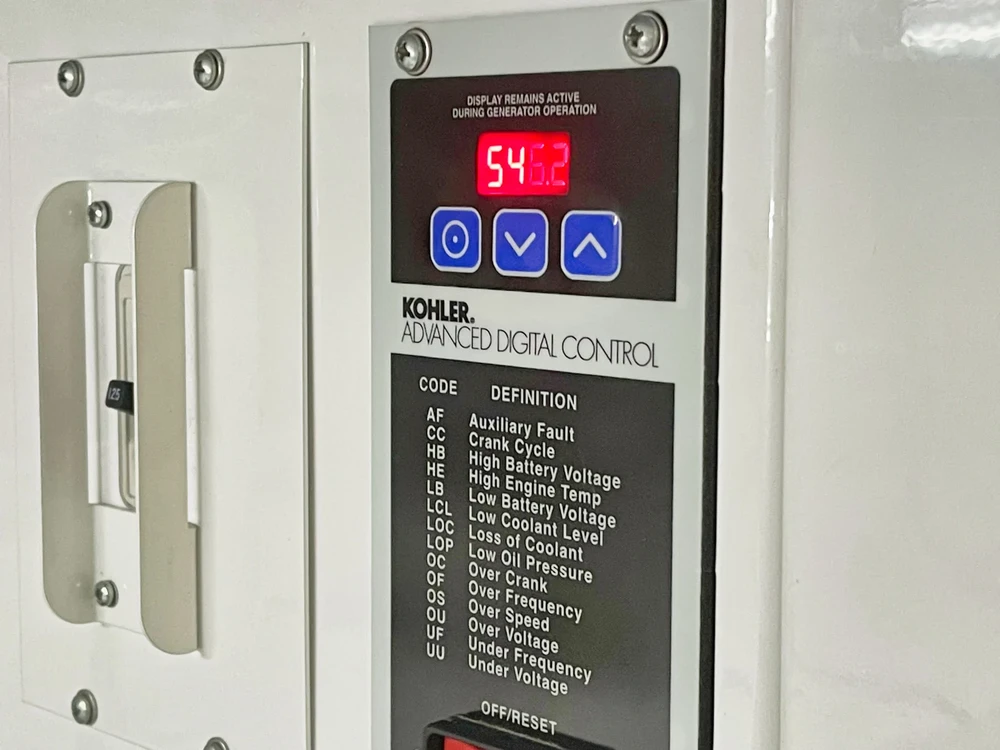 DISPLAY REMAINS ACTIVE
DURING GENERATOR OPERATION
546.2
KOHLER.
ADVANCED DIGITAL CONTROL
CODE DEFINITION
AF Auxiliary Fault
CC Crank Cycle
HB High Battery Voltage
HE High Engine Temp
LB Low Battery Voltage
LCL Low Coolant Level
LOC Loss of Coolant
LOP Low Oil Pressure
OC Over Crank
OF Over Frequency
OS Over Speed
OU Over Voltage
UF Under Frequency
UU Under Voltage
OFF/RESET
125